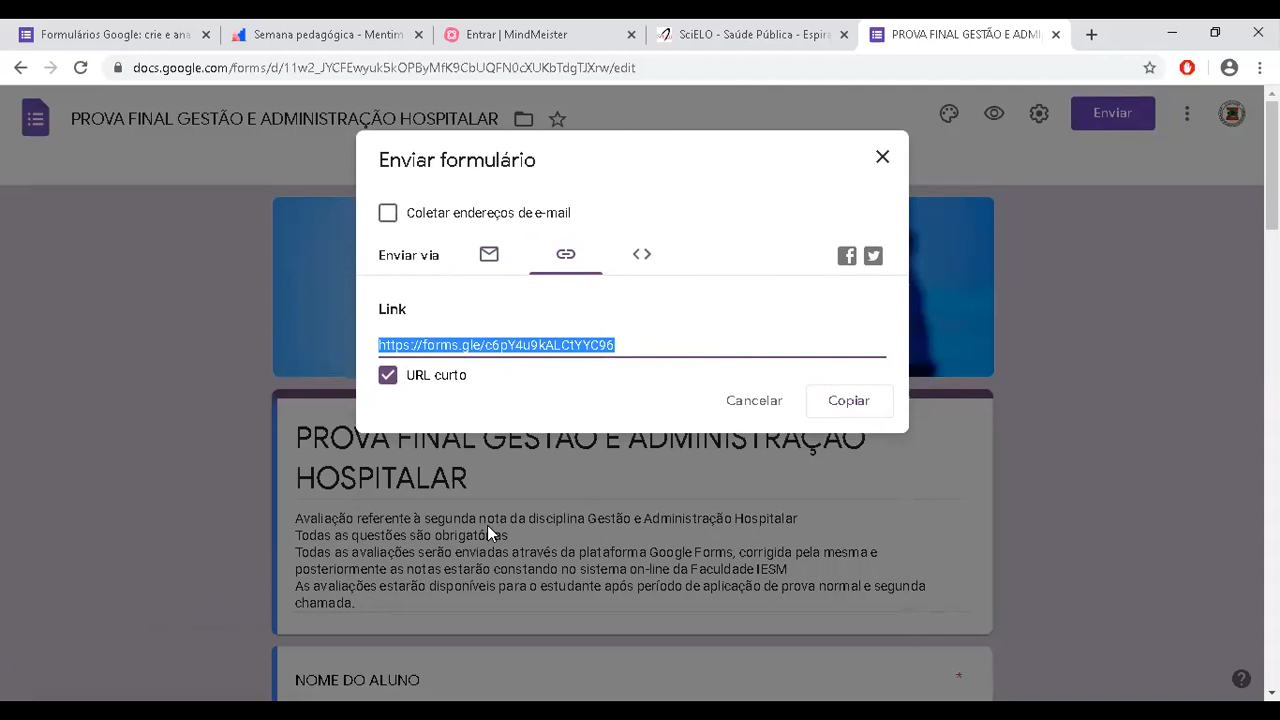 Formulários Google: crie e an
Semana pedagógica - Mentim
Entrar | MindMeister
SciELO - Saúde Pública - Espira
PROVA FINAL GESTÃO E ADMI
docs.google.com/forms/d/11w2_JYCFEwyuk5kOPByMfK9CbUQFN0cXUKbTdgTJXrw/edit
PROVA FINAL GESTÃO E ADMINISTRAÇÃO HOSPITALAR
Enviar
Enviar formulário
Coletar endereços de e-mail
Enviar via
Link
https://forms.gle/c6pY4u9kALCtYYC96
URL curto
Cancelar
Copiar
PROVA FINAL GESTÃO E ADMINISTRAÇÃO
HOSPITALAR
Avaliação referente à segunda nota da disciplina Gestão e Administração Hospitalar
Todas as questões são obrigatórias
Todas as avaliações serão enviadas através da plataforma Google Forms, corrigida pela mesma e
posteriormente as notas estarão constando no sistema on-line da Faculdade IESM
As avaliações estarão disponíveis para o estudante após período de aplicação de prova normal e segunda
chamada.
NOME DO ALUNO *